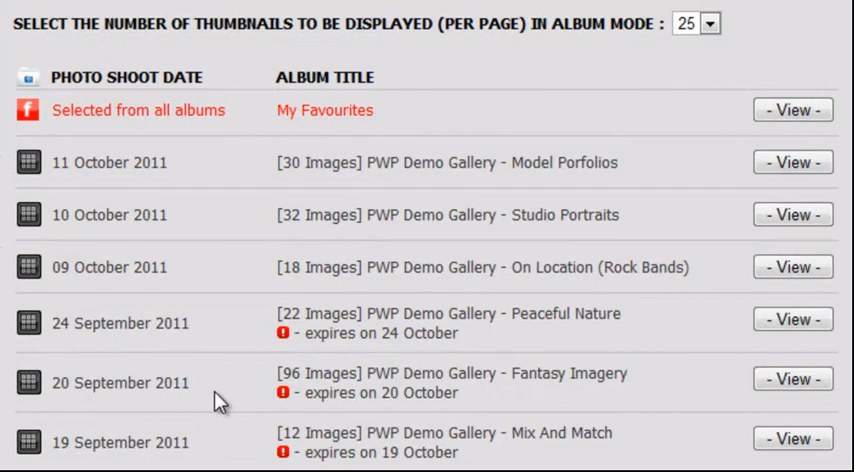 SELECT THE NUMBER OF THUMBNAILS TO BE DISPLAYED (PER PAGE) IN ALBUM MODE : 25
PHOTO SHOOT DATE ALBUM TITLE
f Selected from all albums My Favourites - View -
11 October 2011 [30 Images] PWP Demo Gallery - Model Porfolios - View -
10 October 2011 [32 Images] PWP Demo Gallery - Studio Portraits - View -
09 October 2011 [18 Images] PWP Demo Gallery - On Location (Rock Bands) - View -
24 September 2011 [22 Images] PWP Demo Gallery - Peaceful Nature - View -
! - expires on 24 October
20 September 2011 [96 Images] PWP Demo Gallery - Fantasy Imagery - View -
! - expires on 20 October
19 September 2011 [12 Images] PWP Demo Gallery - Mix And Match - View -
! - expires on 19 October